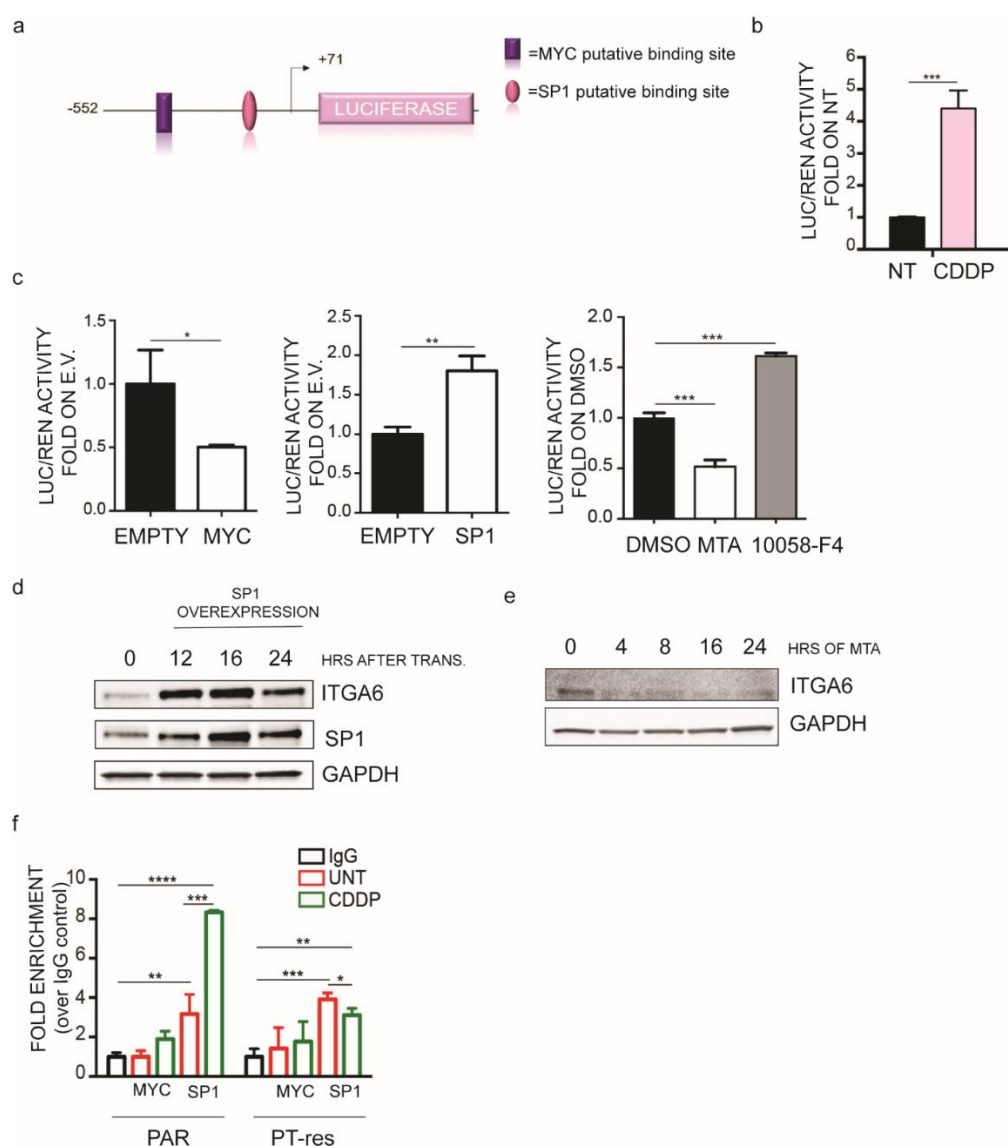 a
+71
-552
LUCIFERASE
=MYC putative binding site
=SP1 putative binding site
b
LUC/REN ACTIVITY
FOLD ON NT
6
5
4
3
2
1
0
***
NT CDDP
c
LUC/REN ACTIVITY
FOLD ON E.V.
1.5
1.0
0.5
0.0
*
EMPTY MYC
LUC/REN ACTIVITY
FOLD ON E.V.
2.5
2.0
1.5
1.0
0.5
0.0
**
EMPTY SP1
LUC/REN ACTIVITY
FOLD ON DMSO
2.0
1.5
1.0
0.5
0.0
***
***
DMSO MTA 10058-F4
d
SP1
OVEREXPRESSION
0 12 16 24 HRS AFTER TRANS.
ITGA6
SP1
GAPDH
e
0 4 8 16 24 HRS OF MTA
ITGA6
GAPDH
f
FOLD ENRICHMENT
(over IgG control)
10
8
6
4
2
0
IgG
UNT
CDDP
****
***
**
**
***
*
MYC SP1 MYC SP1
PAR PT-res